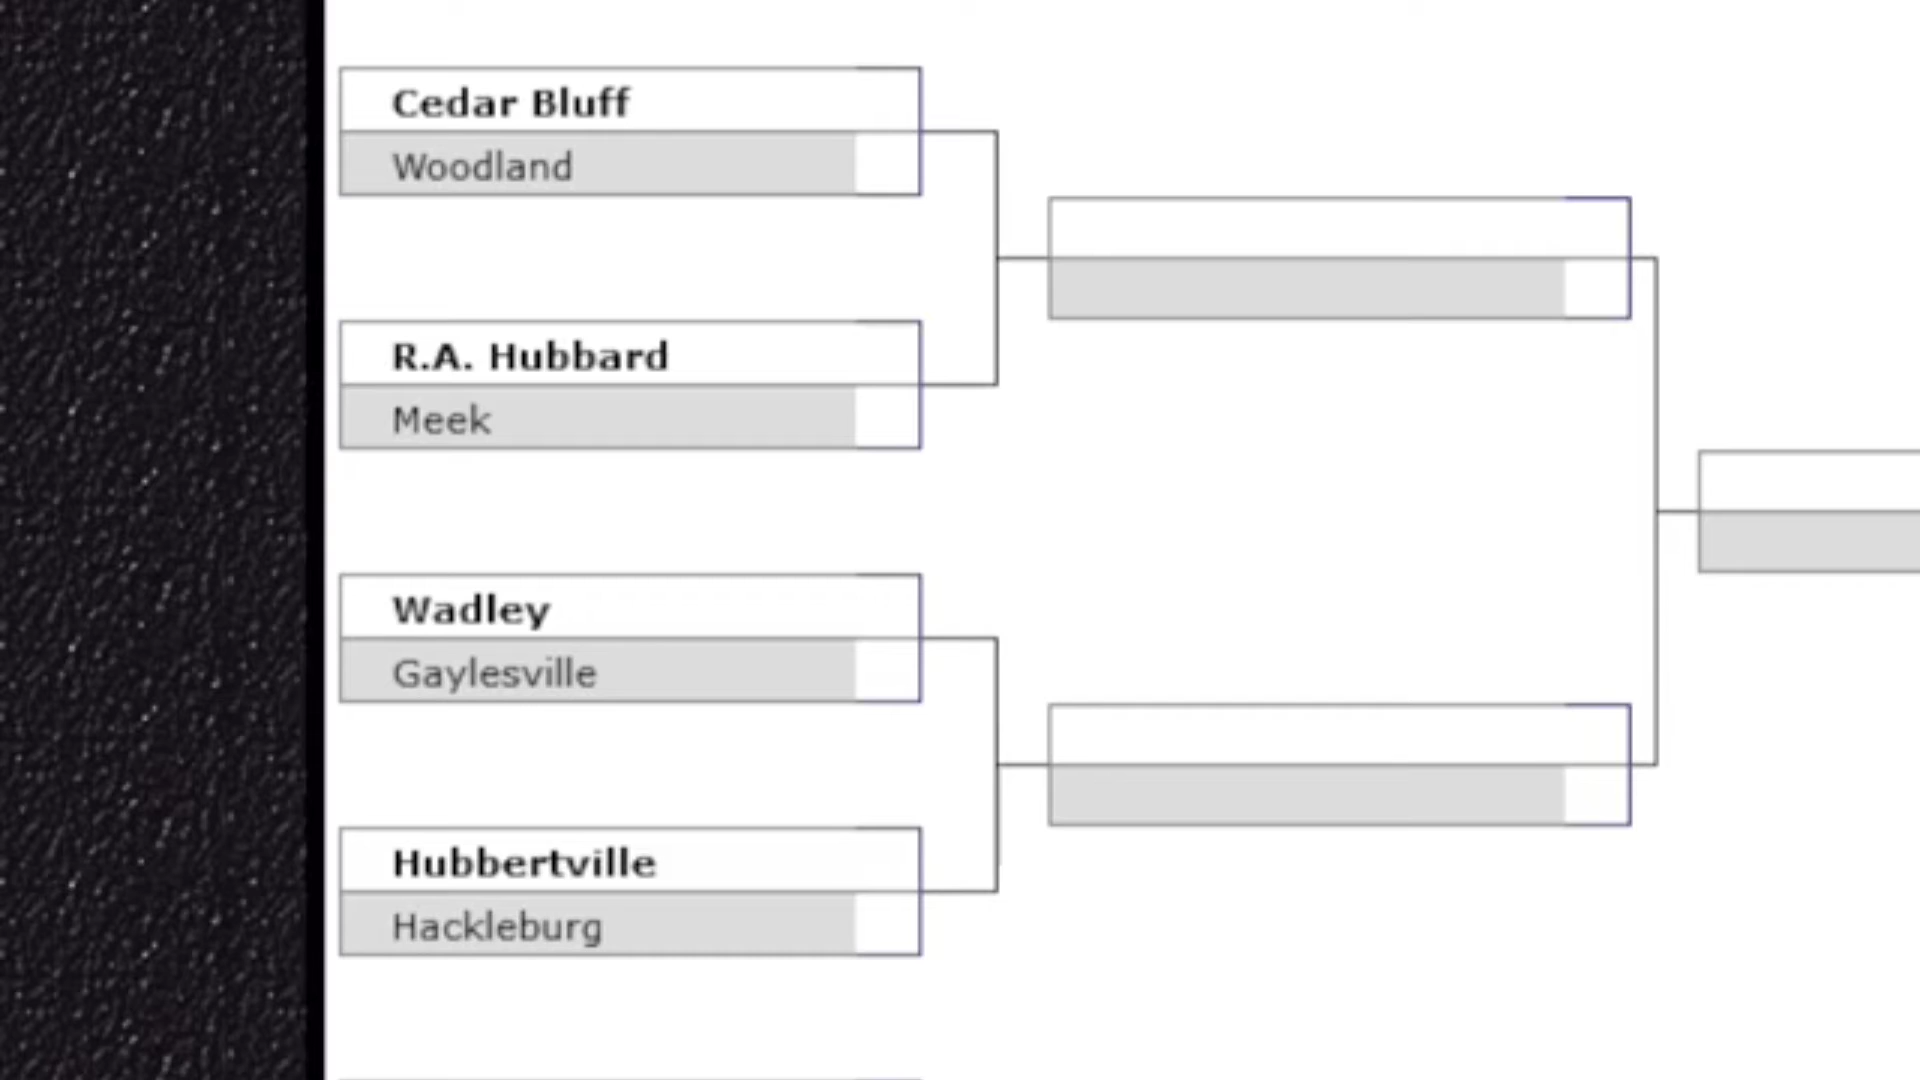 Cedar Bluff
Woodland
R.A. Hubbard
Meek
Wadley
Gaylesville
Hubbertville
Hackleburg